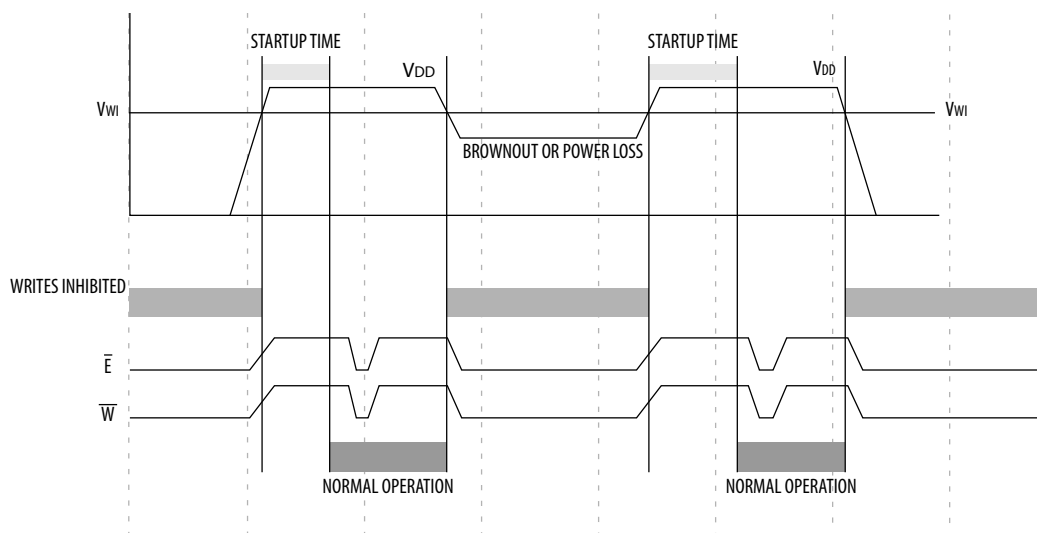 STARTUP TIME
STARTUP TIME
VDD
VDD
VWI
VWI
BROWNOUT OR POWER LOSS
WRITES INHIBITED
E̅
W̅
NORMAL OPERATION
NORMAL OPERATION